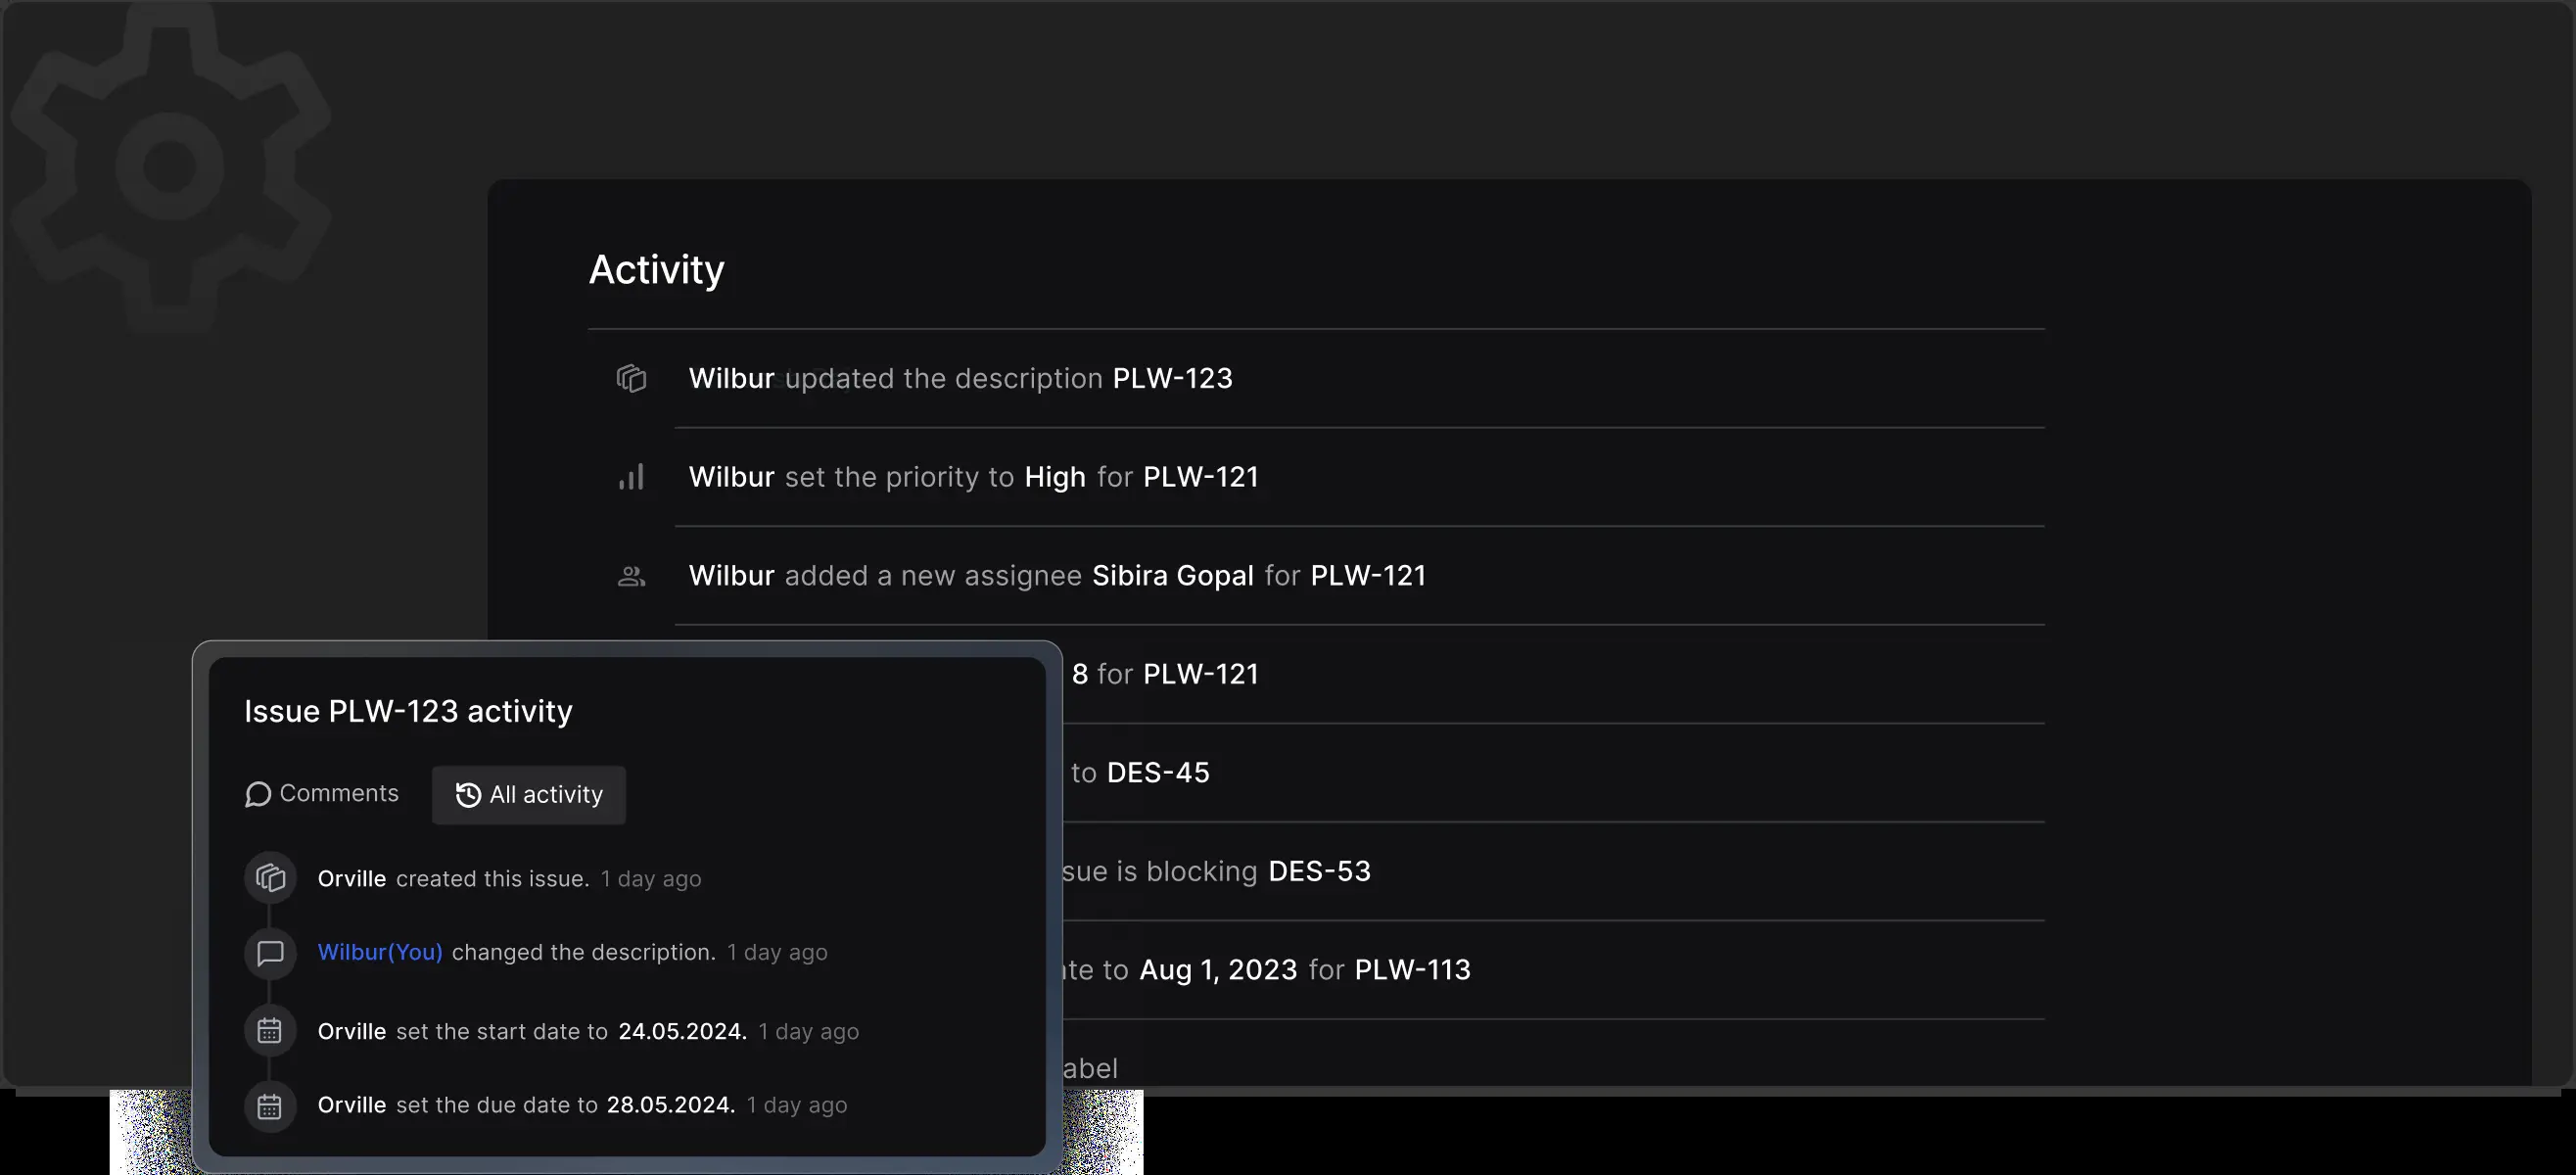 Activity
Wilbur updated the description PLW-123
Wilbur set the priority to High for PLW-121
Wilbur added a new assignee Sibira Gopal for PLW-121
8 for PLW-121
to DES-45
is blocking DES-53
to Aug 1, 2023 for PLW-113
Issue PLW-123 activity
Comments All activity
Orville created this issue. 1 day ago
Wilbur(You) changed the description. 1 day ago
Orville set the start date to 24.05.2024. 1 day ago
Orville set the due date to 28.05.2024. 1 day ago